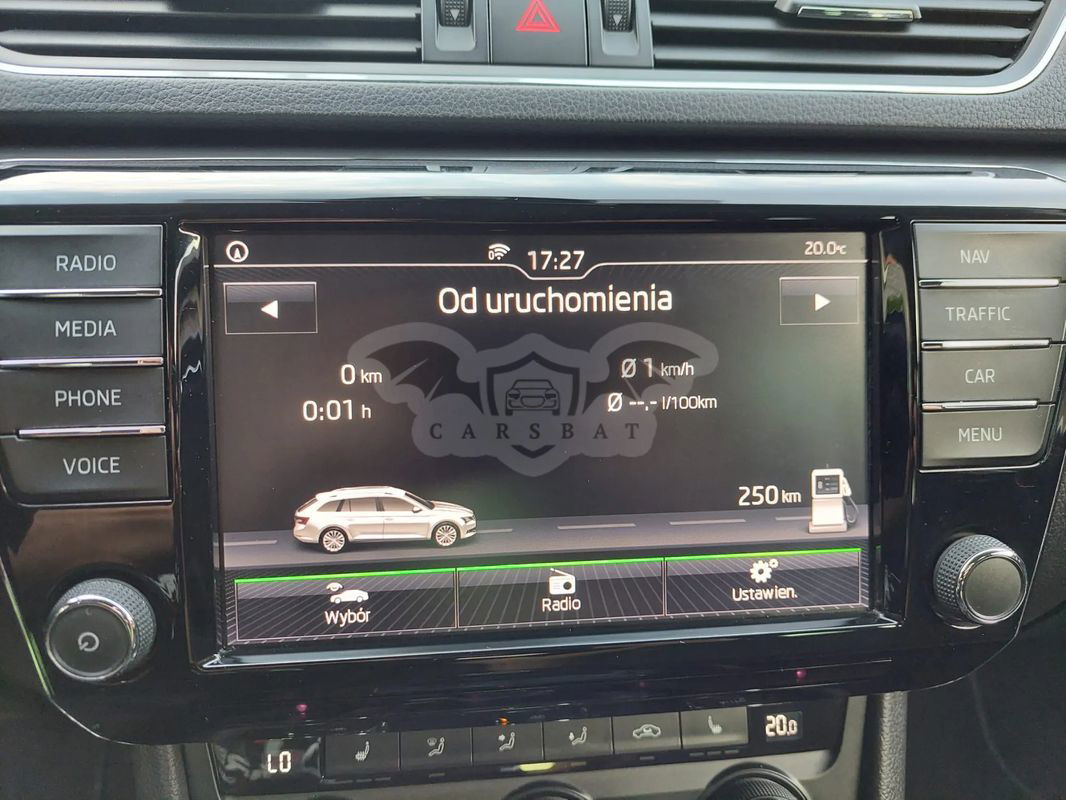 17:27
20.0°C
Od uruchomienia
0 km
0:01 h
Ø 1 km/h
Ø --.- l/100km
CARSBAT
250 km
Wybór
Radio
Ustawien.
RADIO
MEDIA
PHONE
VOICE
NAV
TRAFFIC
CAR
MENU
LO
20.0